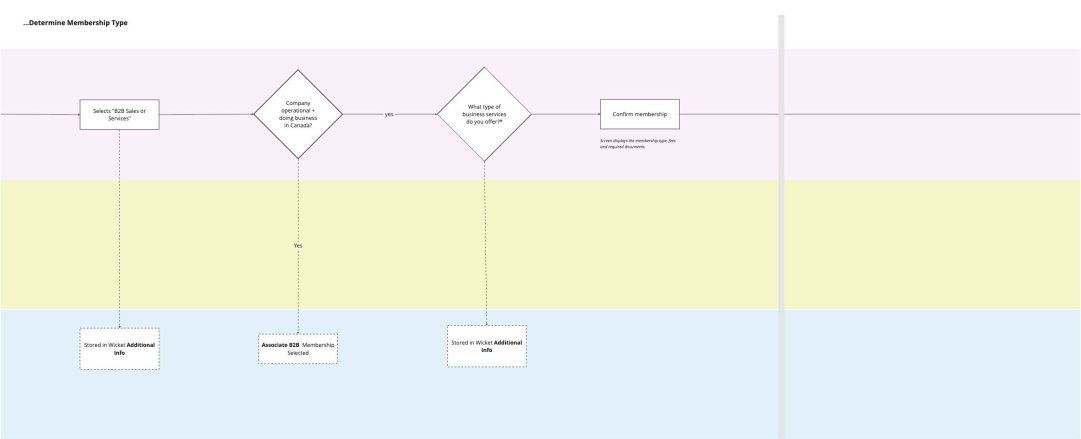 ...Determine Membership Type
Selects "B2B Sales or
Services"
Company
operational +
doing business
in Canada?
yes
What type of
business services
do you offer?*
Confirm membership
Screen displays the membership type, fees
and required documents.
Yes
Stored in Wicket Additional
Info
Associate B2B Membership
Selected
Stored in Wicket Additional
Info